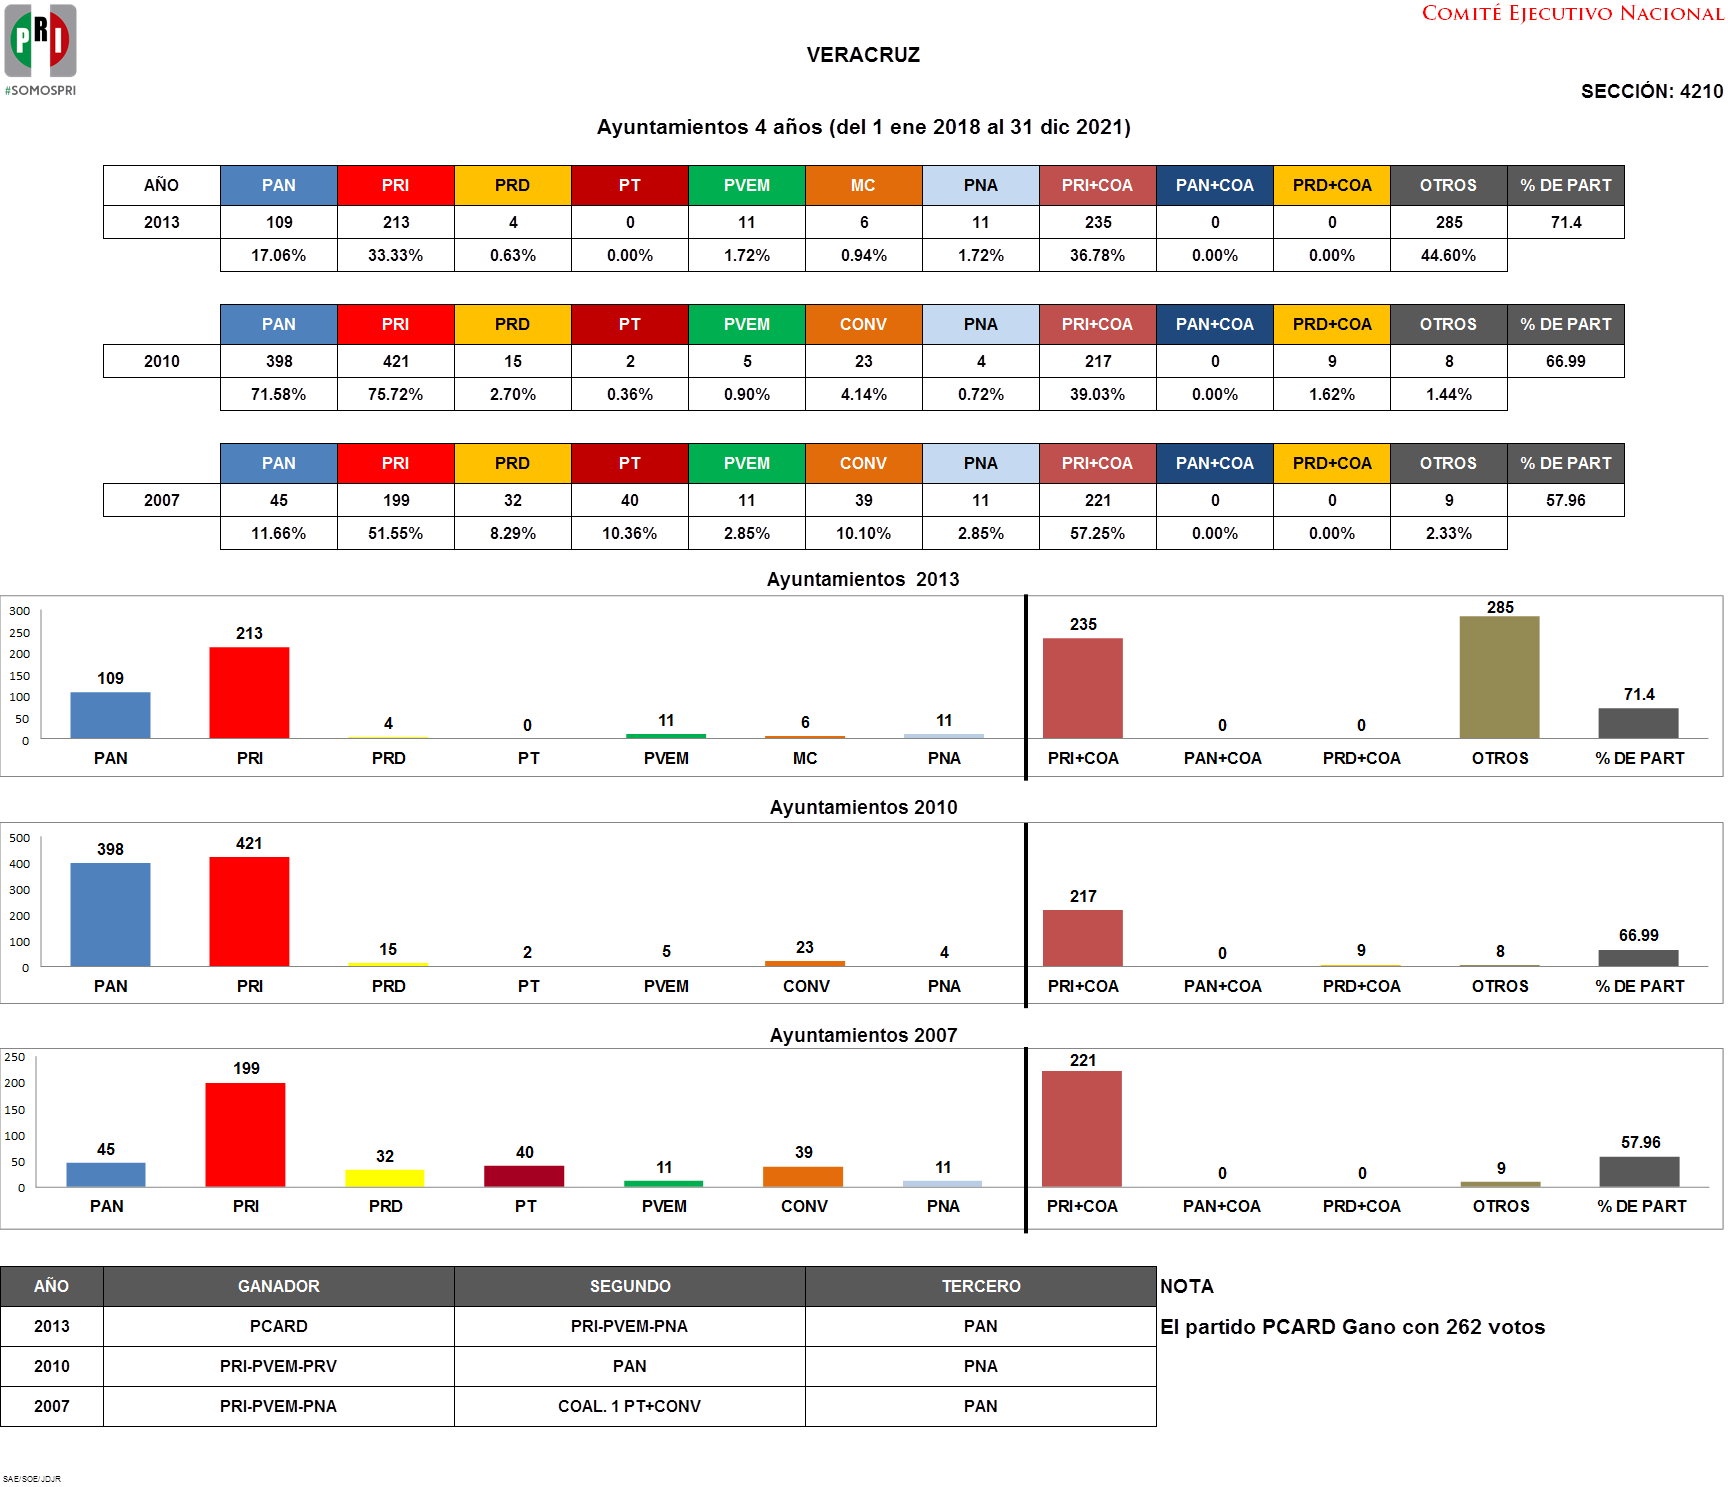 PRI
#SOMOSPRI
COMITÉ EJECUTIVO NACIONAL
VERACRUZ
SECCIÓN: 4210
Ayuntamientos 4 años (del 1 ene 2018 al 31 dic 2021)
AÑO PAN PRI PRD PT PVEM MC PNA PRI+COA PAN+COA PRD+COA OTROS % DE PART
2013 109 213 4 0 11 6 11 235 0 0 285 71.4
17.06% 33.33% 0.63% 0.00% 1.72% 0.94% 1.72% 36.78% 0.00% 0.00% 44.60%
PAN PRI PRD PT PVEM CONV PNA PRI+COA PAN+COA PRD+COA OTROS % DE PART
2010 398 421 15 2 5 23 4 217 0 9 8 66.99
71.58% 75.72% 2.70% 0.36% 0.90% 4.14% 0.72% 39.03% 0.00% 1.62% 1.44%
PAN PRI PRD PT PVEM CONV PNA PRI+COA PAN+COA PRD+COA OTROS % DE PART
2007 45 199 32 40 11 39 11 221 0 0 9 57.96
11.66% 51.55% 8.29% 10.36% 2.85% 10.10% 2.85% 57.25% 0.00% 0.00% 2.33%
Ayuntamientos 2013
300
250
200
150
100
50
0
109 213 4 0 11 6 11 235 0 0 285 71.4
PAN PRI PRD PT PVEM MC PNA PRI+COA PAN+COA PRD+COA OTROS % DE PART
Ayuntamientos 2010
500
400
300
200
100
0
398 421 15 2 5 23 4 217 0 9 8 66.99
PAN PRI PRD PT PVEM CONV PNA PRI+COA PAN+COA PRD+COA OTROS % DE PART
Ayuntamientos 2007
250
200
150
100
50
0
45 199 32 40 11 39 11 221 0 0 9 57.96
PAN PRI PRD PT PVEM CONV PNA PRI+COA PAN+COA PRD+COA OTROS % DE PART
AÑO GANADOR SEGUNDO TERCERO NOTA
2013 PCARD PRI-PVEM-PNA PAN El partido PCARD Gano con 262 votos
2010 PRI-PVEM-PRV PAN PNA
2007 PRI-PVEM-PNA COAL. 1 PT+CONV PAN
SAE/SOE/JDJR